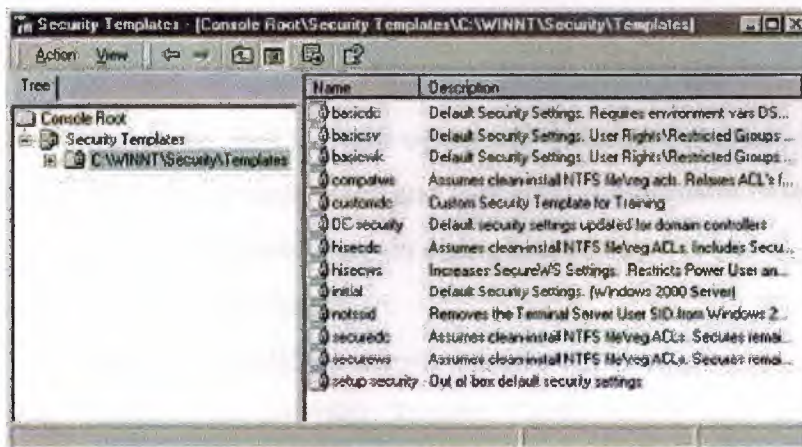 Security Templates - [Console Root\Security Templates\C:\WINNT\Security\Templates]
Action View
Tree
Name Description
Console Root
Security Templates
C:\WINNT\Security\Templates
basicdc Default Security Settings. Requires environment vars DS...
basicsv Default Security Settings. User Rights\Restricted Groups ...
basicwk Default Security Settings. User Rights\Restricted Groups ...
compatws Assumes clean-install NTFS file\reg acls. Relaxes ACL's f...
customdc Custom Security Template for Training
DC security Default security settings updated for domain controllers
hisecdc Assumes clean-install NTFS file\reg ACLs. Includes Secu...
hisecws Increases SecureWS Settings. Restricts Power User an...
initial Default Security Settings. (Windows 2000 Server)
notssid Removes the Terminal Server User SID from Windows 2...
securedc Assumes clean-install NTFS file\reg ACLs. Secures remai...
securews Assumes clean-install NTFS file\reg ACLs. Secures remai...
setup security Out of box default security settings